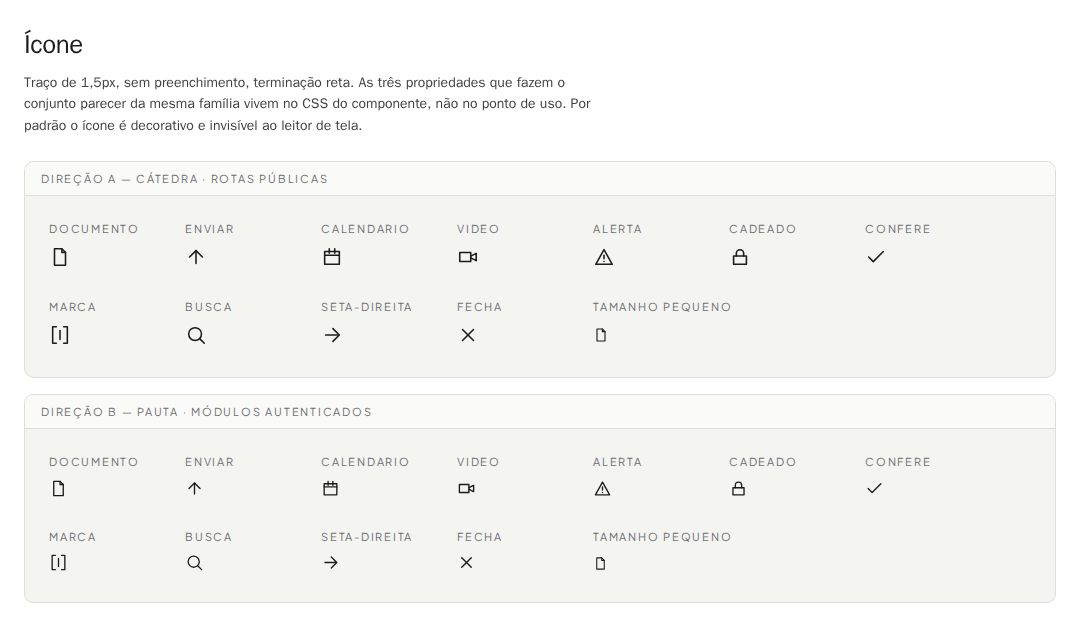 Ícone
Traço de 1,5px, sem preenchimento, terminação reta. As três propriedades que fazem o
conjunto parecer da mesma família vivem no CSS do componente, não no ponto de uso. Por
padrão o ícone é decorativo e invisível ao leitor de tela.
DIREÇÃO A — CÁTEDRA · ROTAS PÚBLICAS
DOCUMENTO ENVIAR CALENDARIO VIDEO ALERTA CADEADO CONFERE
MARCA BUSCA SETA-DIREITA FECHA TAMANHO PEQUENO
DIREÇÃO B — PAUTA · MÓDULOS AUTENTICADOS
DOCUMENTO ENVIAR CALENDARIO VIDEO ALERTA CADEADO CONFERE
MARCA BUSCA SETA-DIREITA FECHA TAMANHO PEQUENO